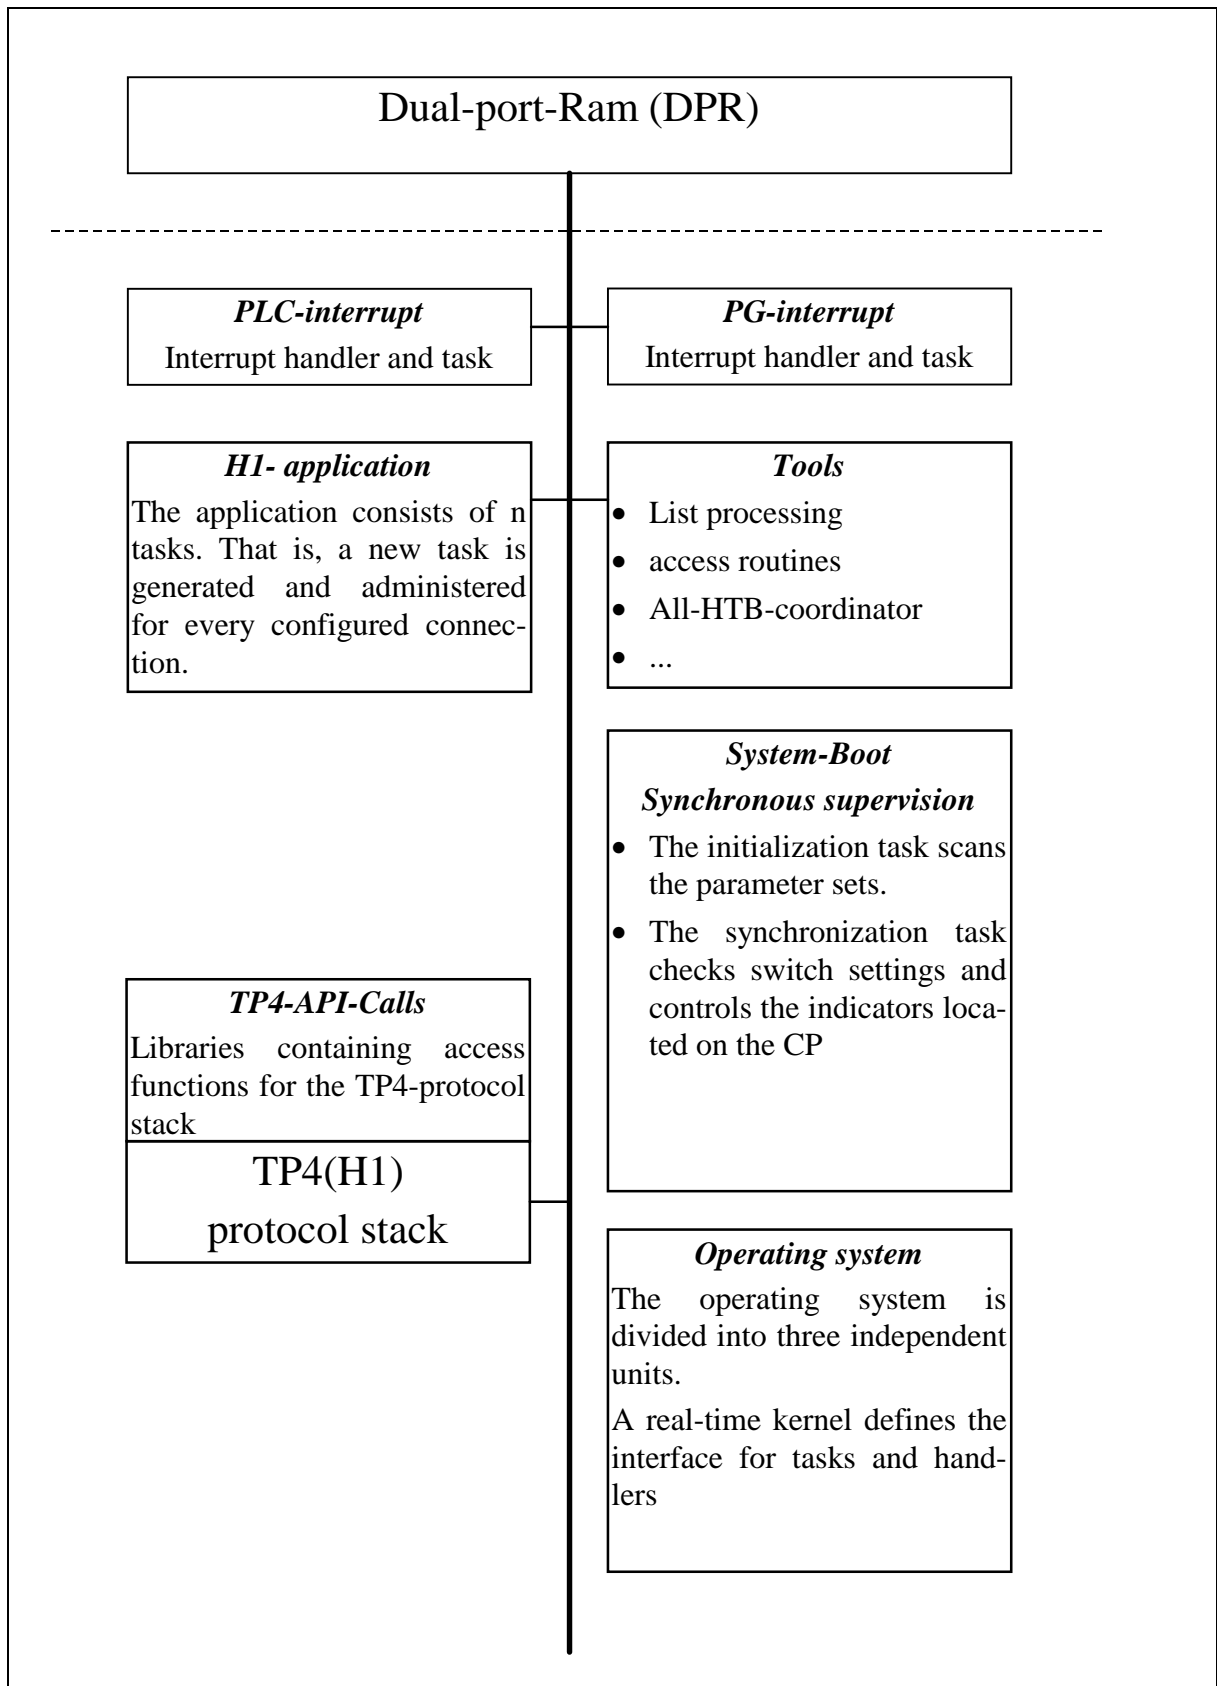 Dual-port-Ram (DPR)
PLC-interrupt
Interrupt handler and task
PG-interrupt
Interrupt handler and task
H1- application
The application consists of n
tasks. That is, a new task is
generated and administered
for every configured connec-
tion.
Tools
• List processing
• access routines
• All-HTB-coordinator
• ...
System-Boot
Synchronous supervision
• The initialization task scans
the parameter sets.
• The synchronization task
checks switch settings and
controls the indicators loca-
ted on the CP
TP4-API-Calls
Libraries containing access
functions for the TP4-protocol
stack
TP4(H1)
protocol stack
Operating system
The operating system is
divided into three independent
units.
A real-time kernel defines the
interface for tasks and hand-
lers